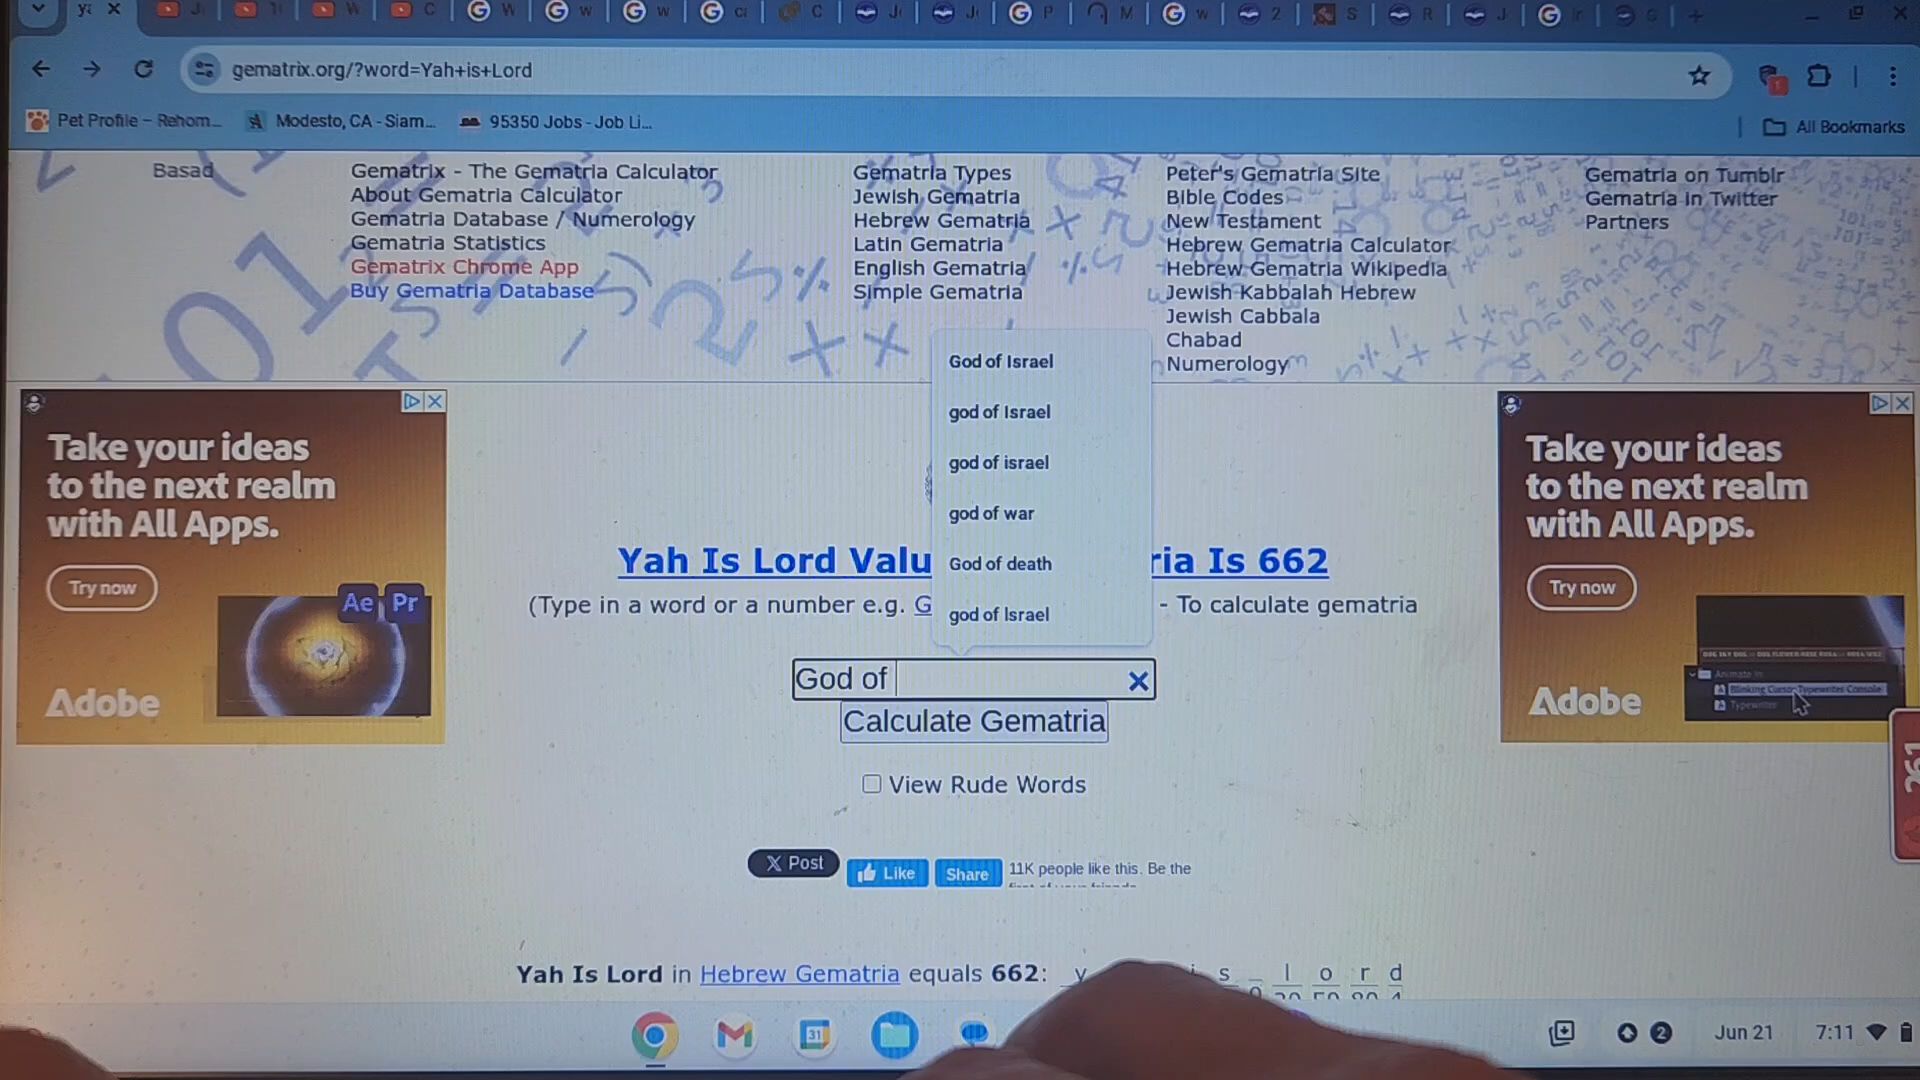 gematrix.org/?word=Yah+is+Lord
Pet Profile – Rehom... Modesto, CA - Siam... 95350 Jobs - Job Li... All Bookmarks
Basad
Gematrix - The Gematria Calculator
About Gematria Calculator
Gematria Database / Numerology
Gematria Statistics
Gematrix Chrome App
Buy Gematria Database
Gematria Types
Jewish Gematria
Hebrew Gematria
Latin Gematria
English Gematria
Simple Gematria
Peter's Gematria Site
Bible Codes
New Testament
Hebrew Gematria Calculator
Hebrew Gematria Wikipedia
Jewish Kabbalah Hebrew
Jewish Cabbala
Chabad
Numerology
Gematria on Tumblr
Gematria in Twitter
Partners
God of Israel
god of Israel
god of israel
god of war
God of death
god of Israel
Take your ideas
to the next realm
with All Apps.
Try now
Ae Pr
Adobe
Take your ideas
to the next realm
with All Apps.
Try now
Adobe
Yah Is Lord Valu ria Is 662
(Type in a word or a number e.g. G - To calculate gematria
God of
Calculate Gematria
View Rude Words
X Post Like Share 11K people like this. Be the
261
Yah Is Lord in Hebrew Gematria equals 662: y i s l o r d
31
2 Jun 21 7:11